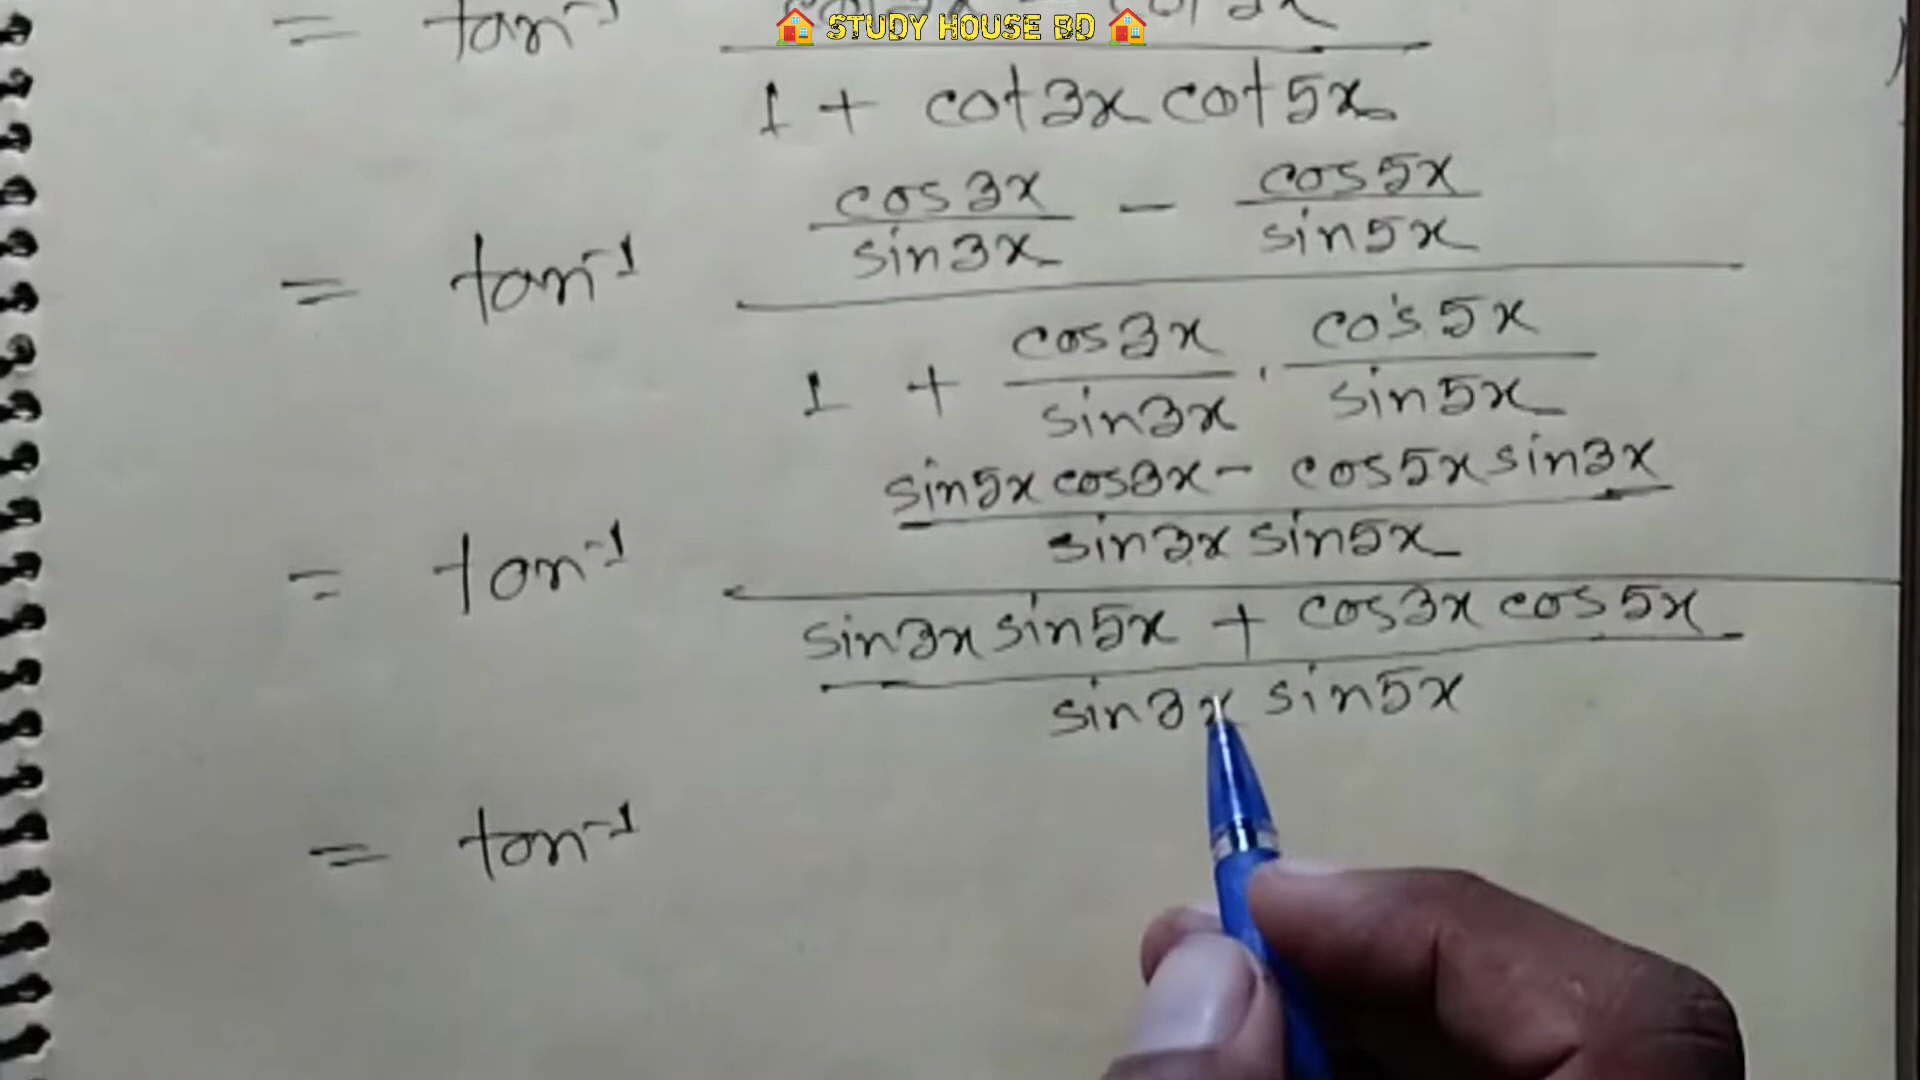 🏠 STUDY HOUSE BD 🏠
= tan⁻¹
1 + cot3x cot5x
cos3x − cos5x
= tan⁻¹ sin3x sin5x
1 + cos3x . cos5x
sin3x sin5x
sin5x cos3x − cos5x sin3x
= tan⁻¹ sin3x sin5x
sin3x sin5x + cos3x cos5x
sin3x sin5x
= tan⁻¹